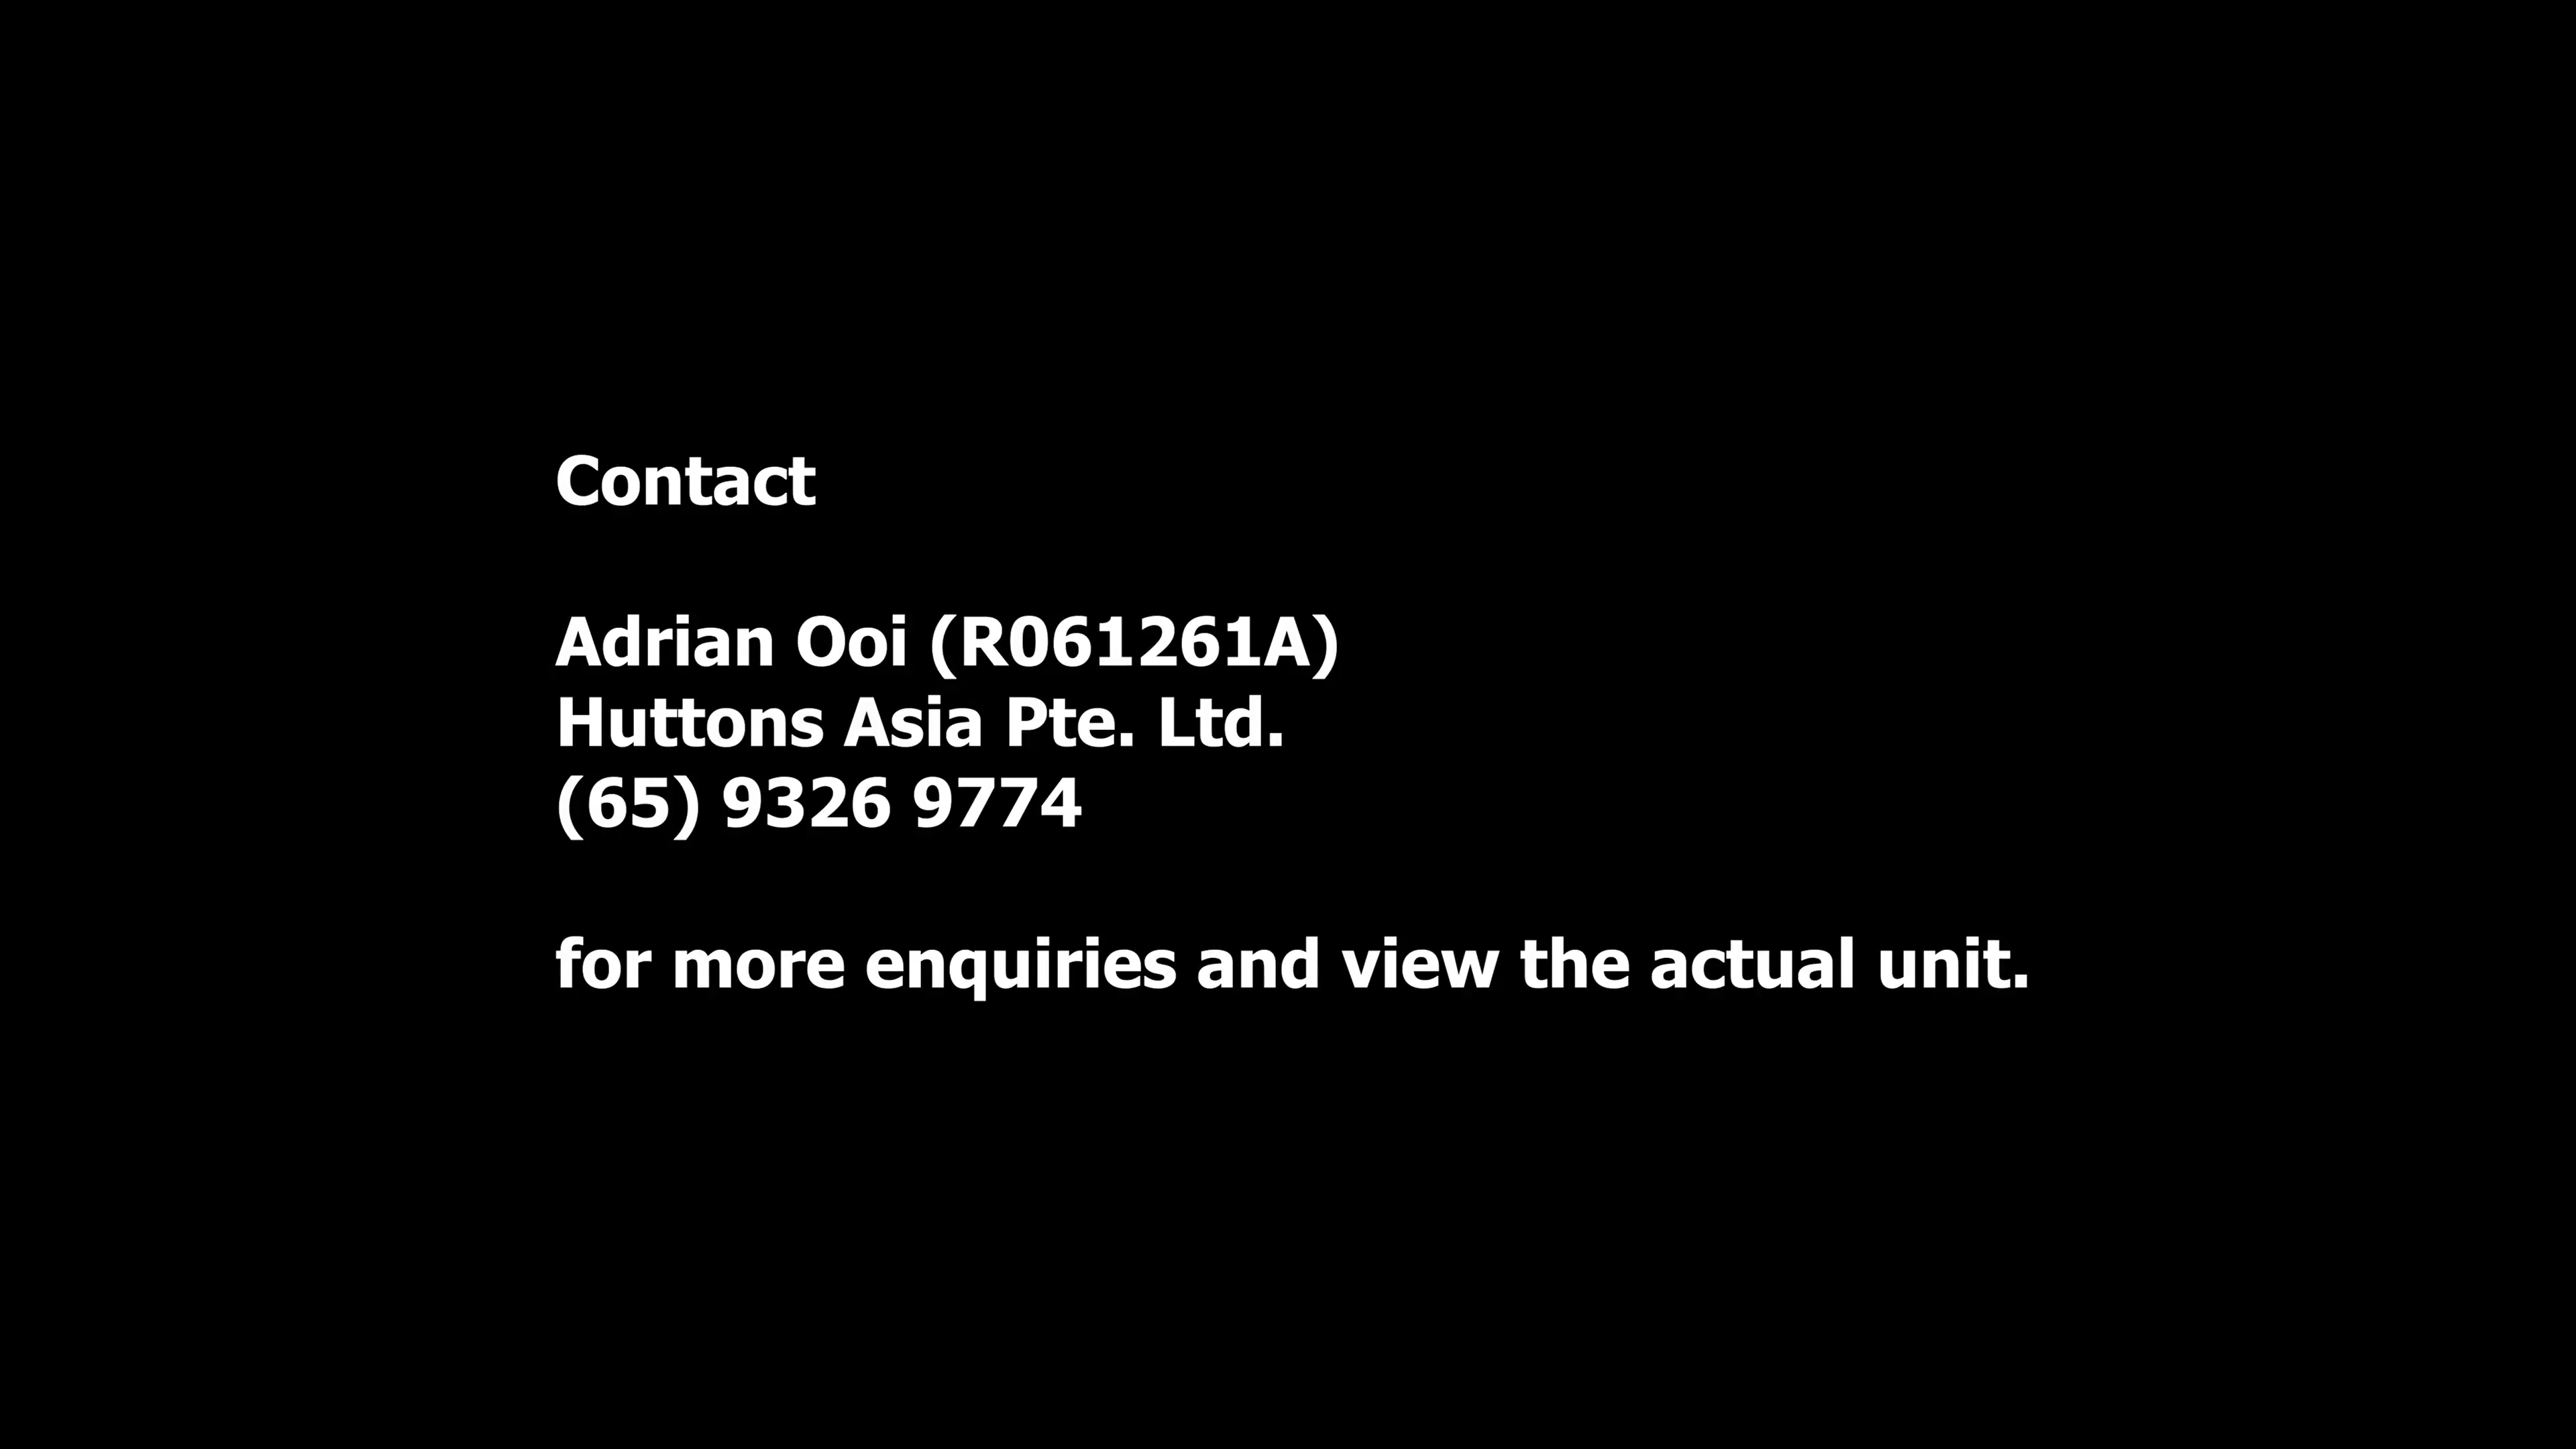 Contact
Adrian Ooi (R061261A)
Huttons Asia Pte. Ltd.
(65) 9326 9774
for more enquiries and view the actual unit.